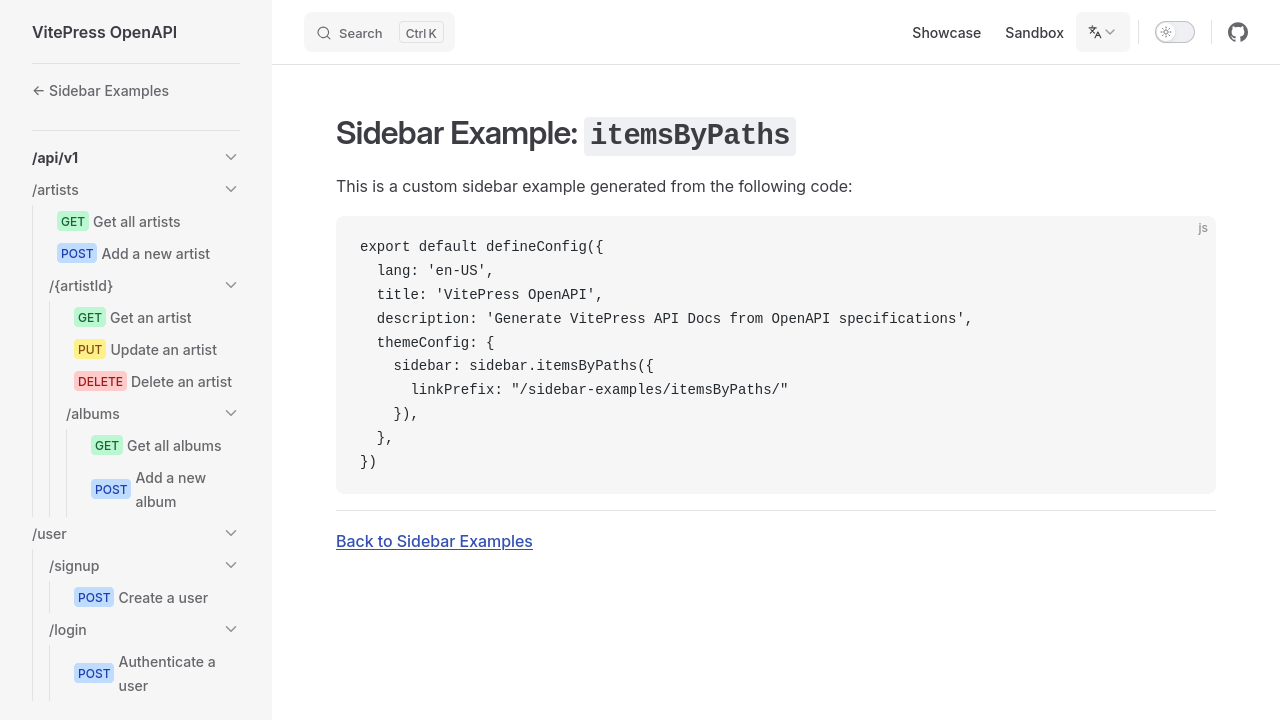 VitePress OpenAPI
Search
Ctrl K
Showcase
Sandbox
← Sidebar Examples
/api/v1
/artists
GET Get all artists
POST Add a new artist
/{artistId}
GET Get an artist
PUT Update an artist
DELETE Delete an artist
/albums
GET Get all albums
POST Add a new
album
/user
/signup
POST Create a user
/login
POST Authenticate a
user
Sidebar Example: itemsByPaths
This is a custom sidebar example generated from the following code:
js
export default defineConfig({
  lang: 'en-US',
  title: 'VitePress OpenAPI',
  description: 'Generate VitePress API Docs from OpenAPI specifications',
  themeConfig: {
    sidebar: sidebar.itemsByPaths({
      linkPrefix: "/sidebar-examples/itemsByPaths/"
    }),
  },
})
Back to Sidebar Examples